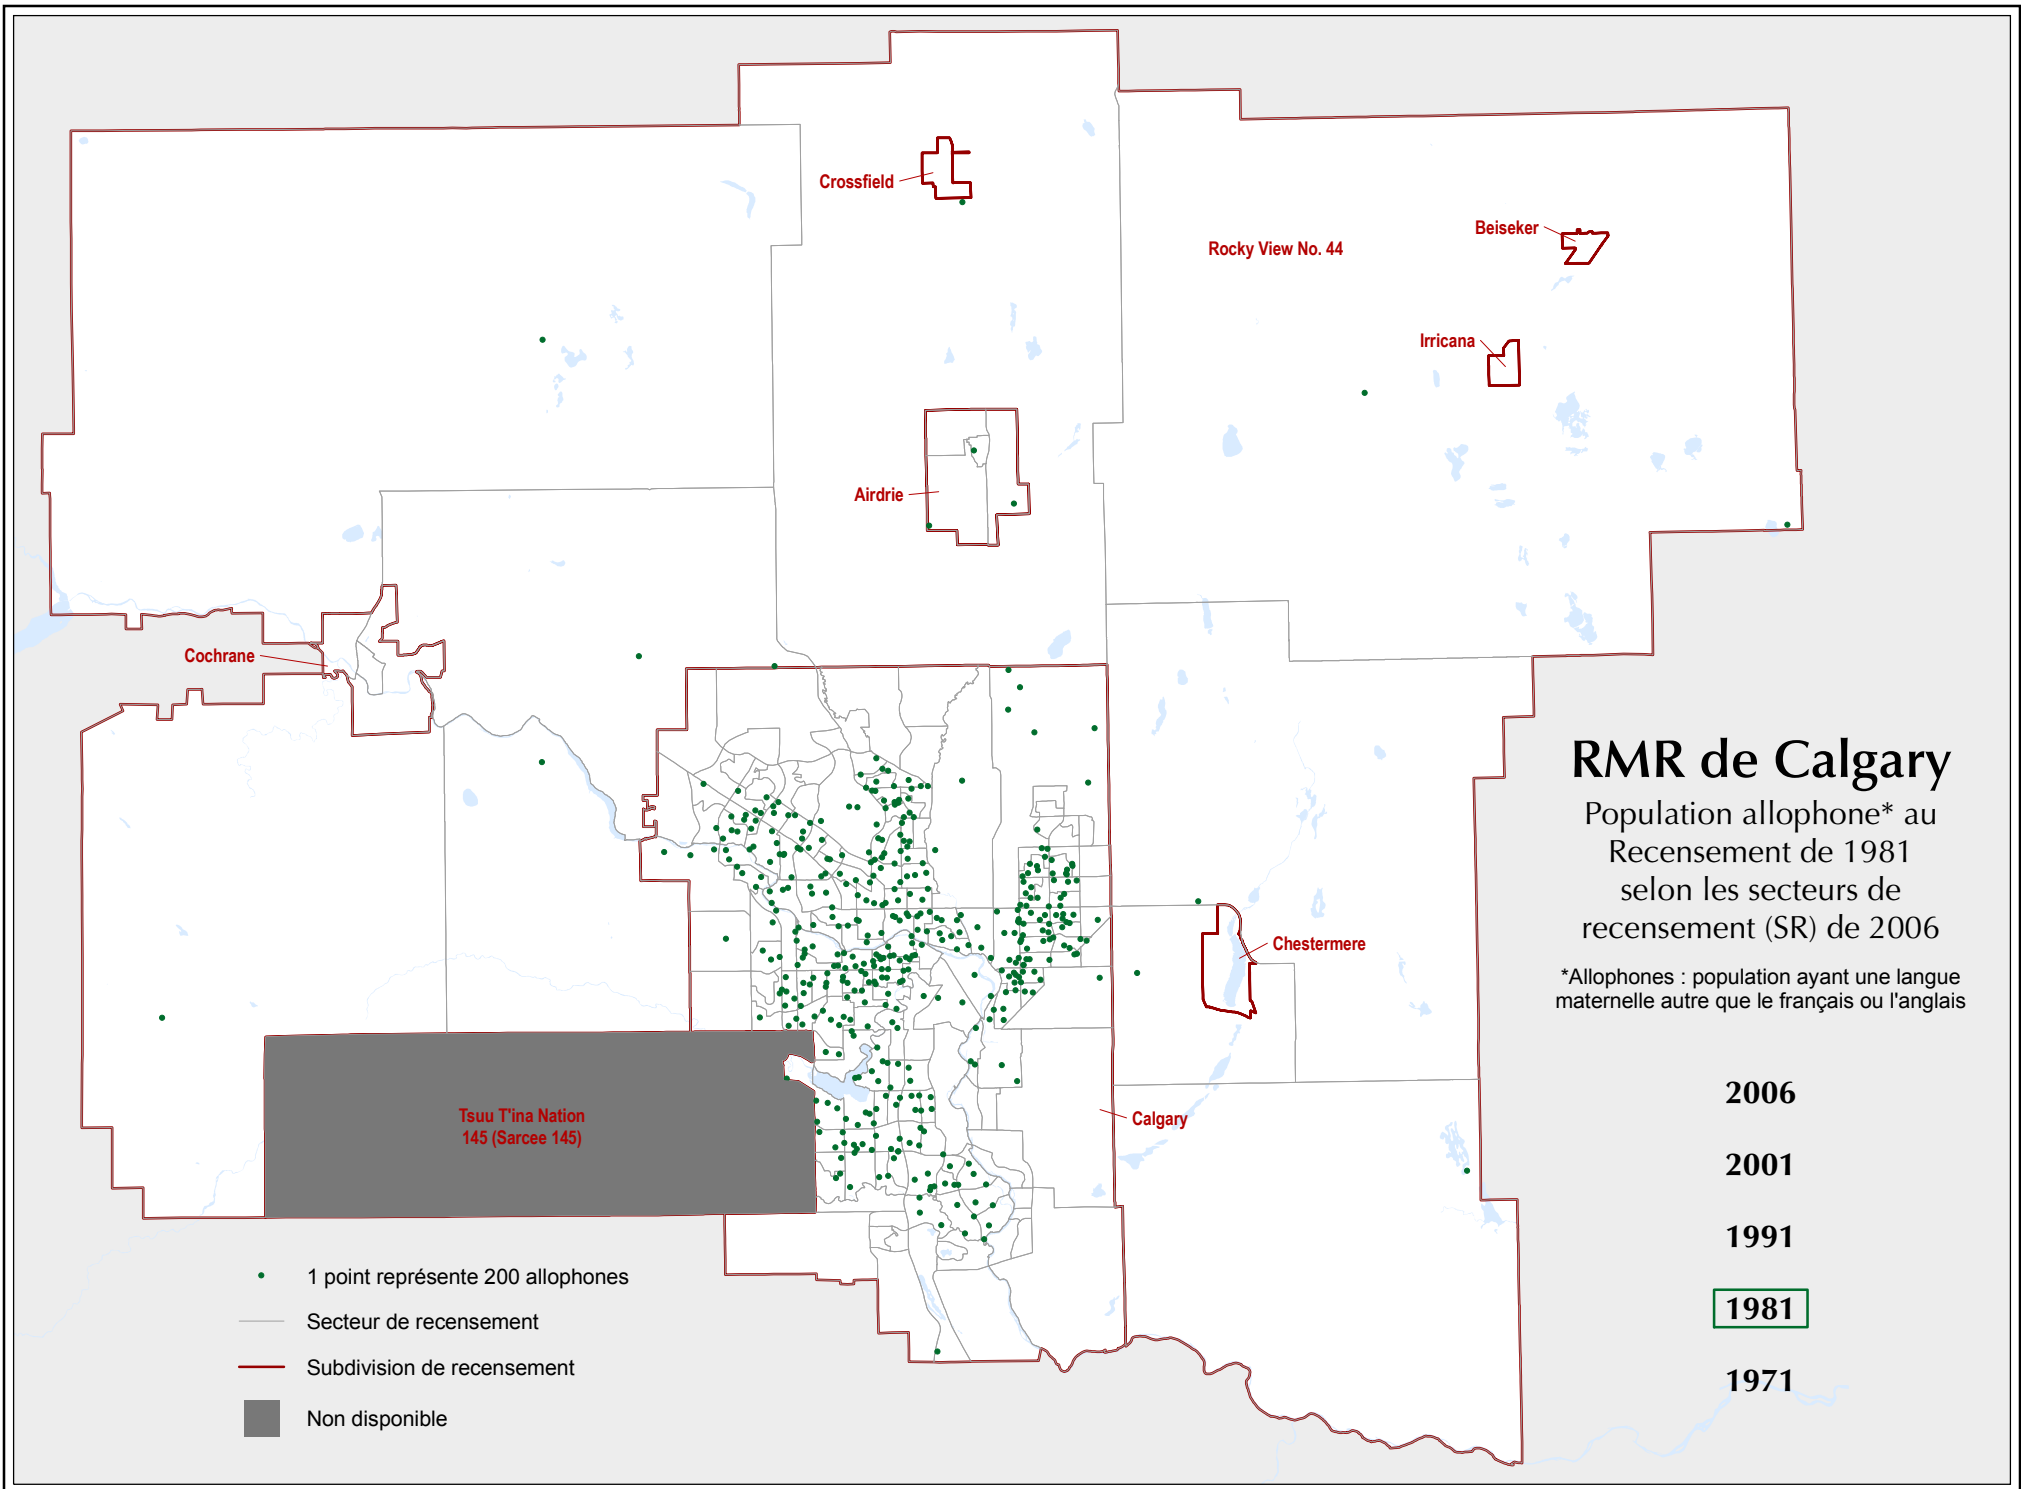 Crossfield
Beiseker
Rocky View No. 44
Irricana
Airdrie
Cochrane
RMR de Calgary
Population allophone* au
Recensement de 1981
selon les secteurs de
recensement (SR) de 2006
*Allophones : population ayant une langue
maternelle autre que le français ou l'anglais
Chestermere
Calgary
Tsuu T'ina Nation
145 (Sarcee 145)
2006
2001
1991
1981
1971
1 point représente 200 allophones
Secteur de recensement
Subdivision de recensement
Non disponible